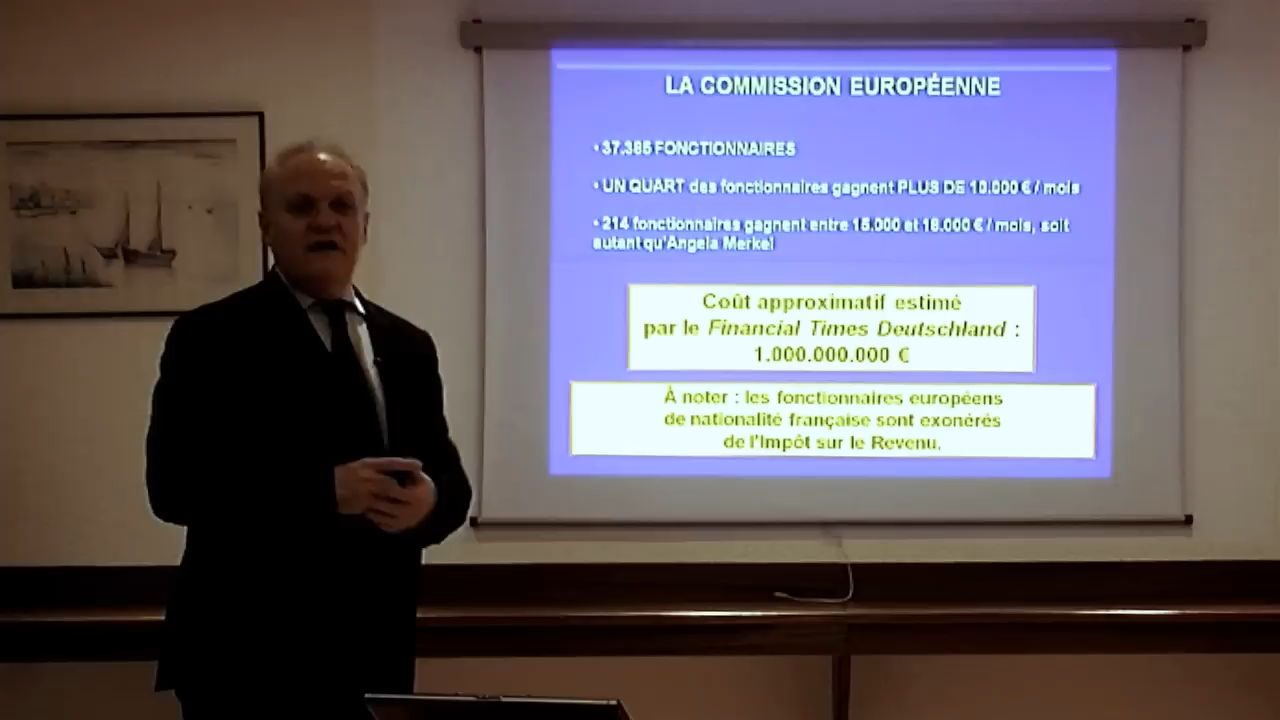 LA COMMISSION EUROPÉENNE
• 37.385 FONCTIONNAIRES
• UN QUART des fonctionnaires gagnent PLUS DE 10.000 € / mois
• 214 fonctionnaires gagnent entre 15.000 et 18.000 € / mois, soit
autant qu'Angela Merkel
Coût approximatif estimé
par le Financial Times Deutschland :
1.000.000.000 €
À noter : les fonctionnaires européens
de nationalité française sont exonérés
de l'Impôt sur le Revenu.